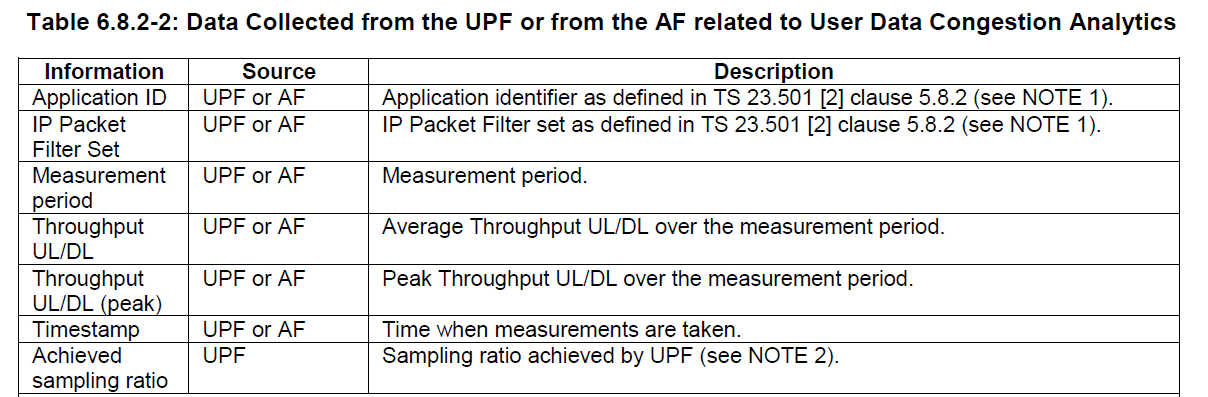 Table 6.8.2-2: Data Collected from the UPF or from the AF related to User Data Congestion Analytics
Information Source Description
Application ID UPF or AF Application identifier as defined in TS 23.501 [2] clause 5.8.2 (see NOTE 1).
IP Packet UPF or AF IP Packet Filter set as defined in TS 23.501 [2] clause 5.8.2 (see NOTE 1).
Filter Set
Measurement UPF or AF Measurement period.
period
Throughput UPF or AF Average Throughput UL/DL over the measurement period.
UL/DL
Throughput UPF or AF Peak Throughput UL/DL over the measurement period.
UL/DL (peak)
Timestamp UPF or AF Time when measurements are taken.
Achieved UPF Sampling ratio achieved by UPF (see NOTE 2).
sampling ratio